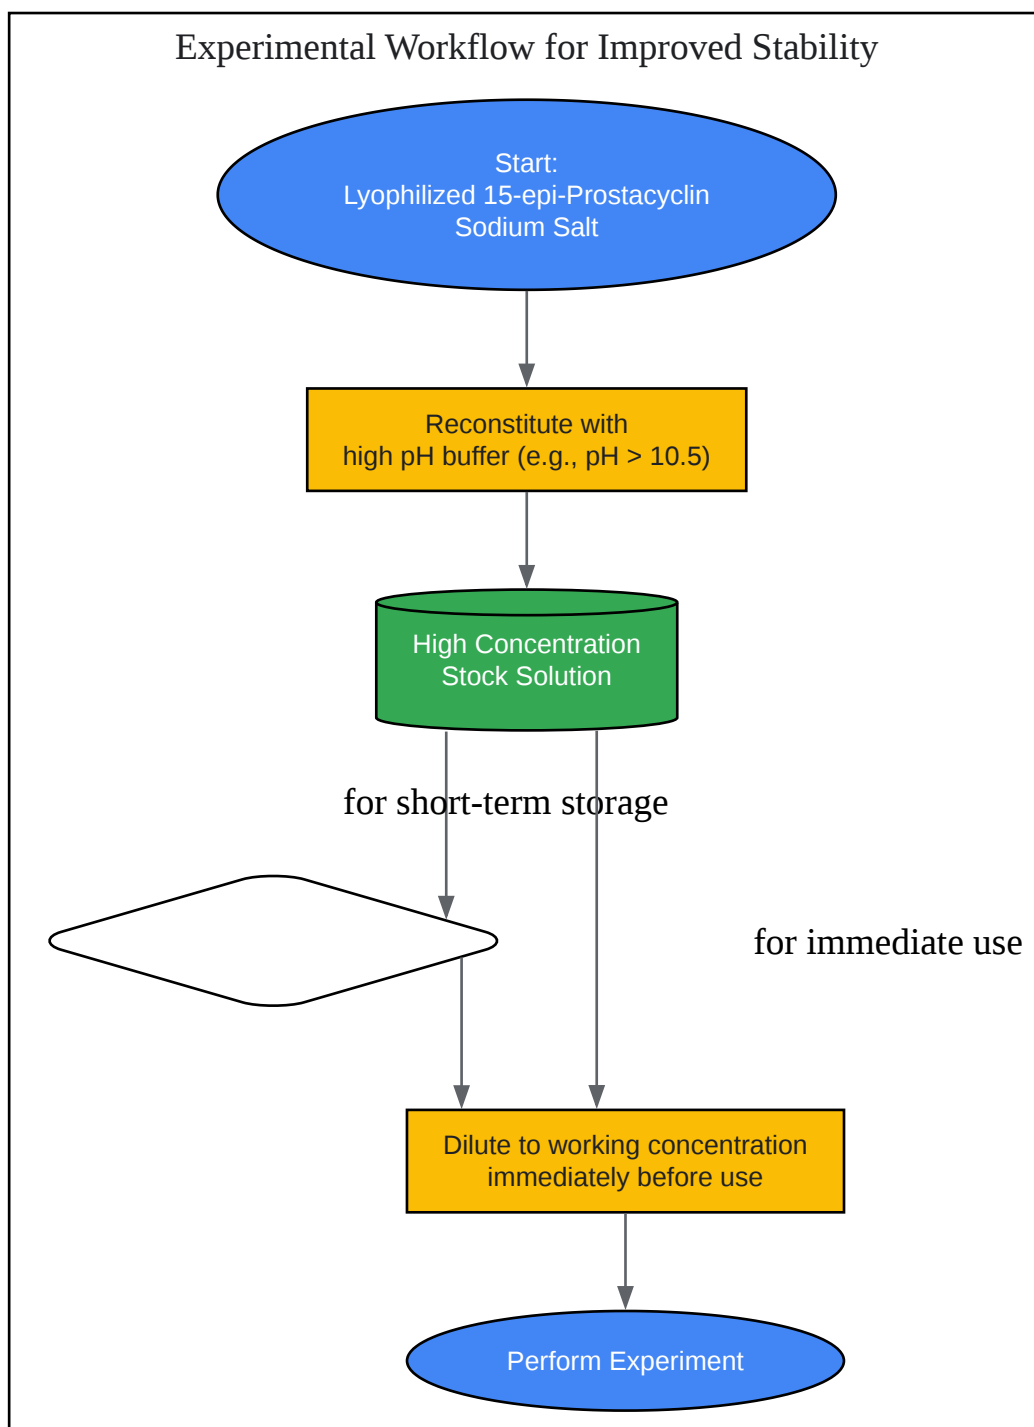 Experimental Workflow for Improved Stability
Start:
Lyophilized 15-epi-Prostacyclin
Sodium Salt
Reconstitute with
high pH buffer (e.g., pH > 10.5)
High Concentration
Stock Solution
for short-term storage
for immediate use
Dilute to working concentration
immediately before use
Perform Experiment